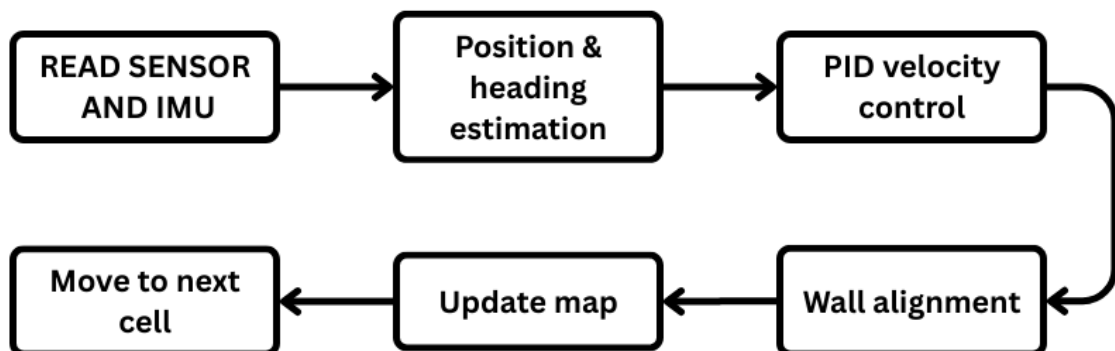 READ SENSOR
AND IMU
Position &
heading
estimation
PID velocity
control
Wall alignment
Update map
Move to next
cell